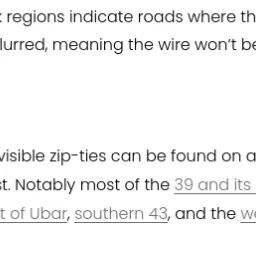 regions indicate roads where th
lurred, meaning the wire won't be
visible zip-ties can be found on a
st. Notably most of the 39 and its
t of Ubar, southern 43, and the w